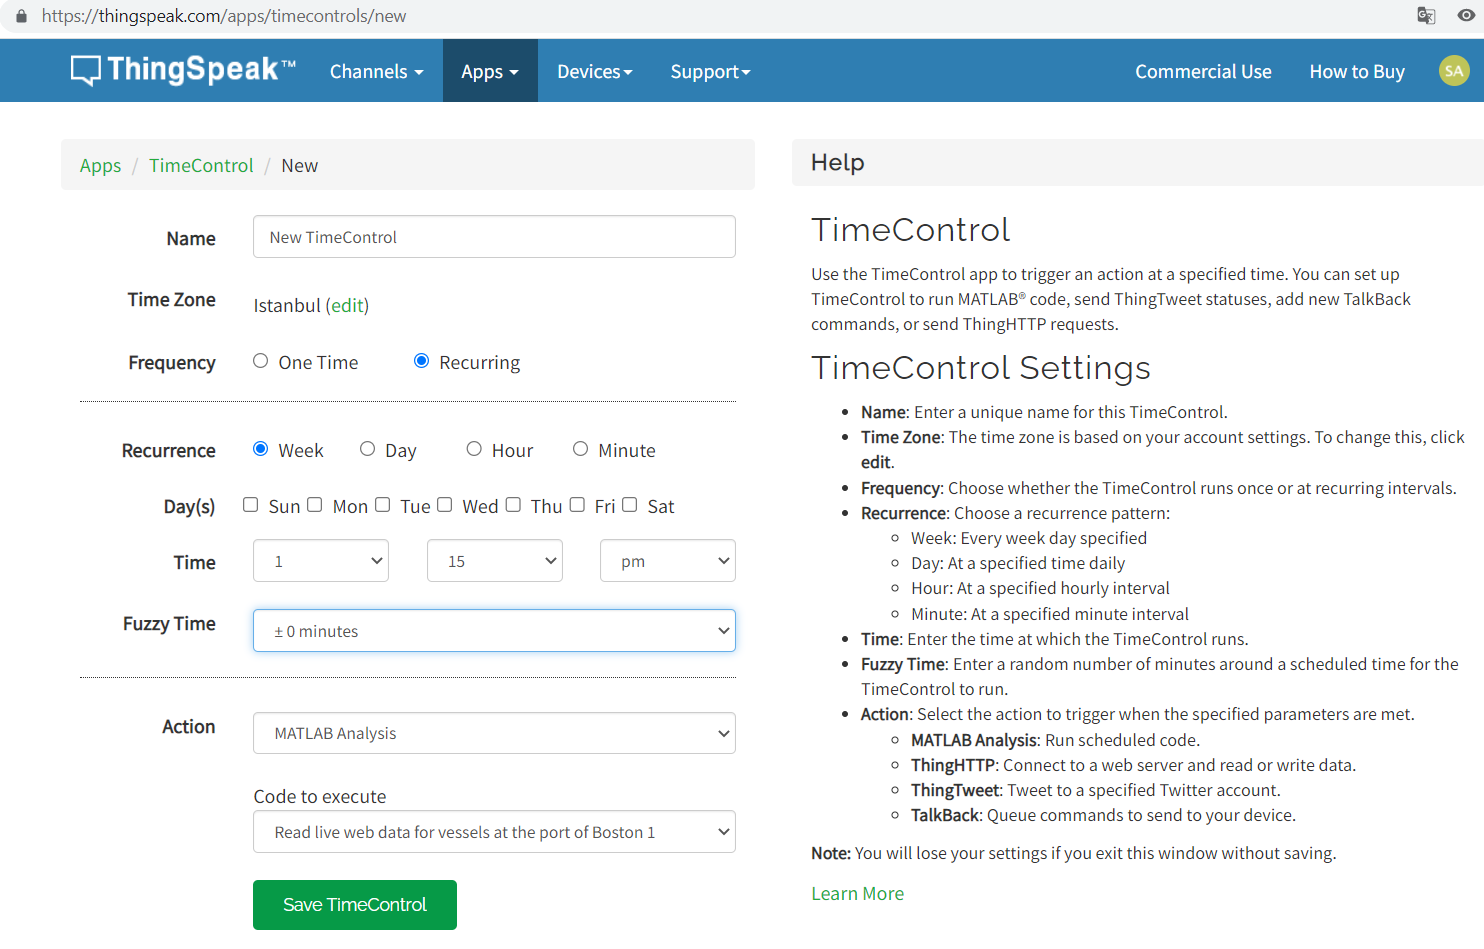 https://thingspeak.com/apps/timecontrols/new
ThingSpeak™ Channels Apps Devices Support Commercial Use How to Buy SA
Apps / TimeControl / New
Name New TimeControl
Time Zone Istanbul (edit)
Frequency One Time Recurring
Recurrence Week Day Hour Minute
Day(s) Sun Mon Tue Wed Thu Fri Sat
Time 1 15 pm
Fuzzy Time ± 0 minutes
Action MATLAB Analysis
Code to execute
Read live web data for vessels at the port of Boston 1
Save TimeControl
Help
TimeControl
Use the TimeControl app to trigger an action at a specified time. You can set up
TimeControl to run MATLAB® code, send ThingTweet statuses, add new TalkBack
commands, or send ThingHTTP requests.
TimeControl Settings
• Name: Enter a unique name for this TimeControl.
• Time Zone: The time zone is based on your account settings. To change this, click
edit.
• Frequency: Choose whether the TimeControl runs once or at recurring intervals.
• Recurrence: Choose a recurrence pattern:
◦ Week: Every week day specified
◦ Day: At a specified time daily
◦ Hour: At a specified hourly interval
◦ Minute: At a specified minute interval
• Time: Enter the time at which the TimeControl runs.
• Fuzzy Time: Enter a random number of minutes around a scheduled time for the
TimeControl to run.
• Action: Select the action to trigger when the specified parameters are met.
◦ MATLAB Analysis: Run scheduled code.
◦ ThingHTTP: Connect to a web server and read or write data.
◦ ThingTweet: Tweet to a specified Twitter account.
◦ TalkBack: Queue commands to send to your device.
Note: You will lose your settings if you exit this window without saving.
Learn More